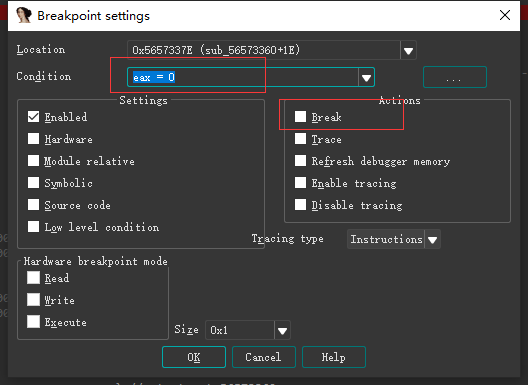 Breakpoint settings
Location 0x5657337E (sub_56573360+1E)
Condition eax = 0 ...
Settings
Enabled
Hardware
Module relative
Symbolic
Source code
Low level condition
Actions
Break
Trace
Refresh debugger memory
Enable tracing
Disable tracing
Tracing type Instructions
Hardware breakpoint mode
Read
Write
Execute
Size 0x1
OK Cancel Help